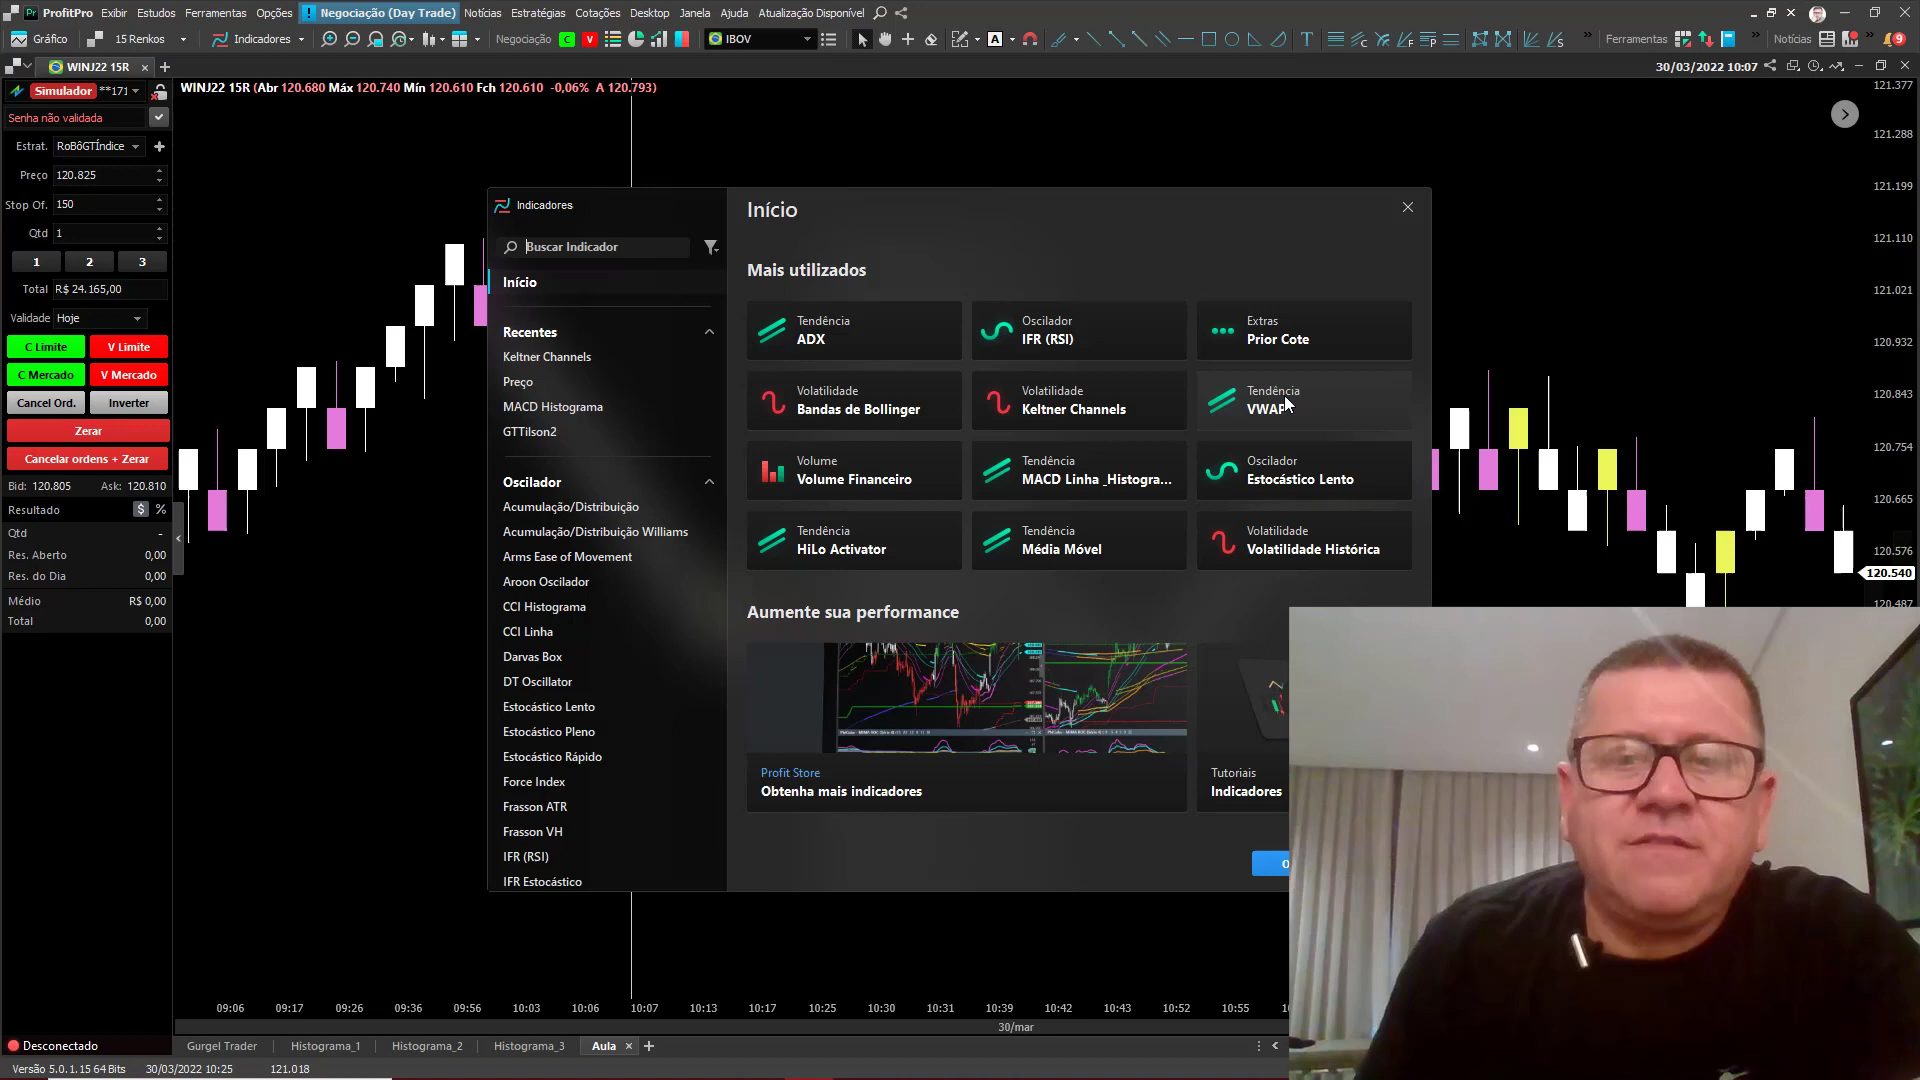 ProfitPro Exibir Estudos Ferramentas Opções ! Negociação (Day Trade) Notícias Estratégias Cotações Desktop Janela Ajuda Atualização Disponível
Gráfico 15 Renkos Indicadores Negociação C V IBOV A T Ferramentas Notícias 9
WINJ22 15R 30/03/2022 10:07
Simulador **171
WINJ22 15R (Abr 120.680 Máx 120.740 Mín 120.610 Fch 120.610 -0,06% A 120.793)
Senha não validada
Estrat. RoBôGTÍndice
Preço 120.825
Stop Of. 150
Qtd 1
1 2 3
Total R$ 24.165,00
Validade Hoje
C Limite V Limite
C Mercado V Mercado
Cancel Ord. Inverter
Zerar
Cancelar ordens + Zerar
Bid: 120.805 Ask: 120.810
Resultado $ %
Qtd -
Res. Aberto 0,00
Res. do Dia 0,00
Médio R$ 0,00
Total 0,00
Indicadores
Buscar Indicador
Início
Recentes
Keltner Channels
Preço
MACD Histograma
GTTilson2
Oscilador
Acumulação/Distribuição
Acumulação/Distribuição Williams
Arms Ease of Movement
Aroon Oscilador
CCI Histograma
CCI Linha
Darvas Box
DT Oscillator
Estocástico Lento
Estocástico Pleno
Estocástico Rápido
Force Index
Frasson ATR
Frasson VH
IFR (RSI)
IFR Estocástico
Início
Mais utilizados
Tendência
ADX
Oscilador
IFR (RSI)
Extras
Prior Cote
Volatilidade
Bandas de Bollinger
Volatilidade
Keltner Channels
Tendência
VWAP
Volume
Volume Financeiro
Tendência
MACD Linha _Histogra...
Oscilador
Estocástico Lento
Tendência
HiLo Activator
Tendência
Média Móvel
Volatilidade
Volatilidade Histórica
Aumente sua performance
Profit Store
Obtenha mais indicadores
Tutoriais
Indicadores
121.377
121.288
121.199
121.110
121.021
120.932
120.843
120.754
120.665
120.576
120.540
120.487
09:06 09:17 09:26 09:36 09:56 10:03 10:06 10:07 10:13 10:17 10:25 10:30 10:31 10:39 10:42 10:43 10:52 10:55
30/mar
Desconectado Gurgel Trader Histograma_1 Histograma_2 Histograma_3 Aula
Versão 5.0.1.15 64 Bits 30/03/2022 10:25 121.018